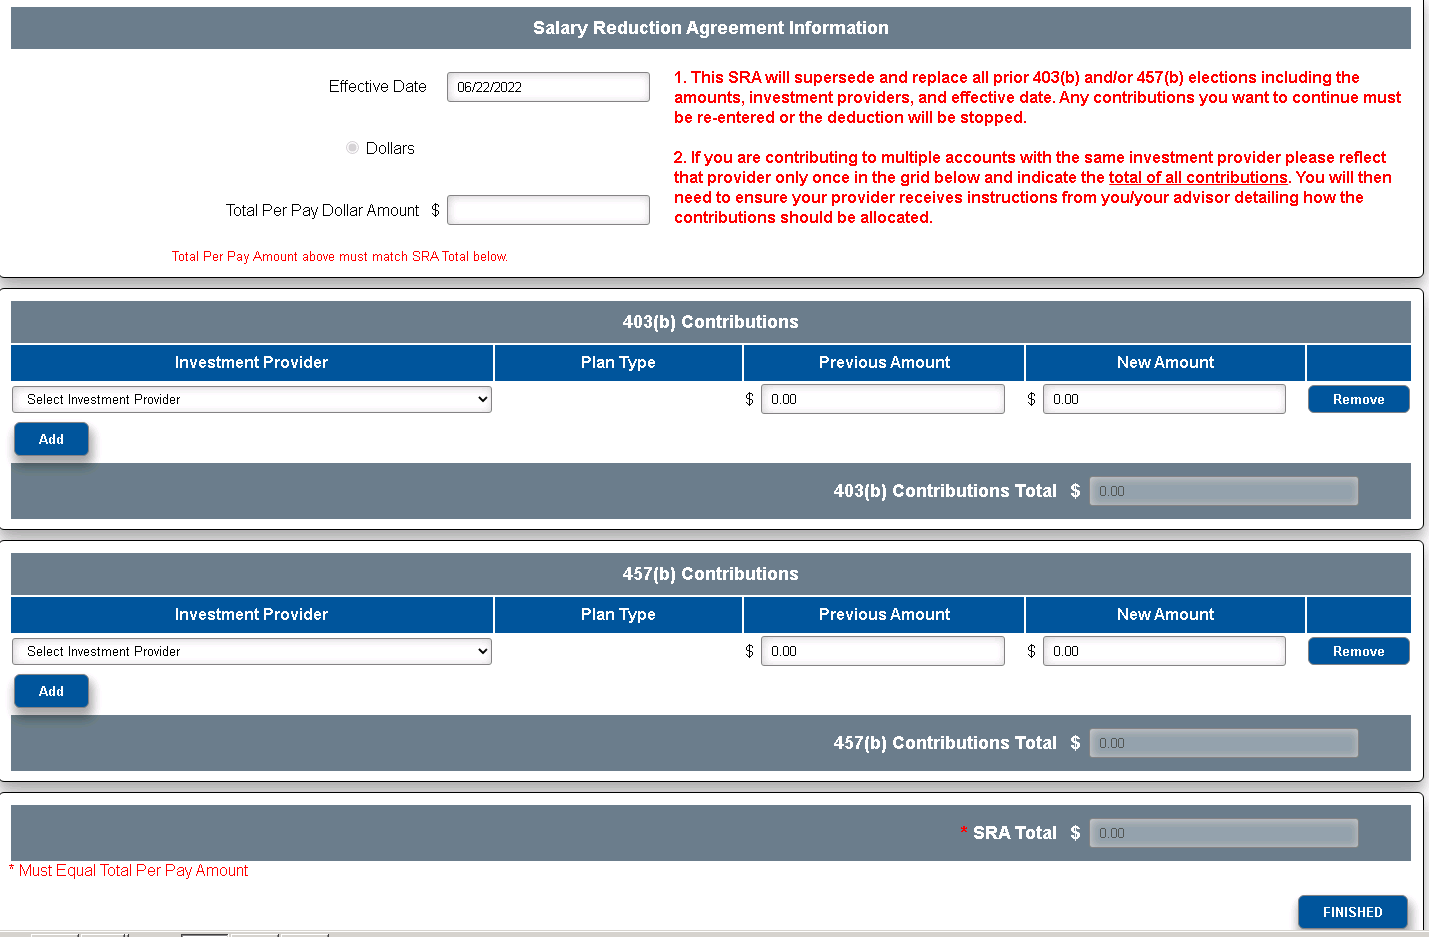 Salary Reduction Agreement Information
Effective Date 06/22/2022
1. This SRA will supersede and replace all prior 403(b) and/or 457(b) elections including the
amounts, investment providers, and effective date. Any contributions you want to continue must
be re-entered or the deduction will be stopped.
Dollars
2. If you are contributing to multiple accounts with the same investment provider please reflect
that provider only once in the grid below and indicate the total of all contributions. You will then
need to ensure your provider receives instructions from you/your advisor detailing how the
contributions should be allocated.
Total Per Pay Dollar Amount $
Total Per Pay Amount above must match SRA Total below.
403(b) Contributions
Investment Provider Plan Type Previous Amount New Amount
Select Investment Provider $ 0.00 $ 0.00 Remove
Add
403(b) Contributions Total $ 0.00
457(b) Contributions
Investment Provider Plan Type Previous Amount New Amount
Select Investment Provider $ 0.00 $ 0.00 Remove
Add
457(b) Contributions Total $ 0.00
* SRA Total $ 0.00
* Must Equal Total Per Pay Amount
FINISHED